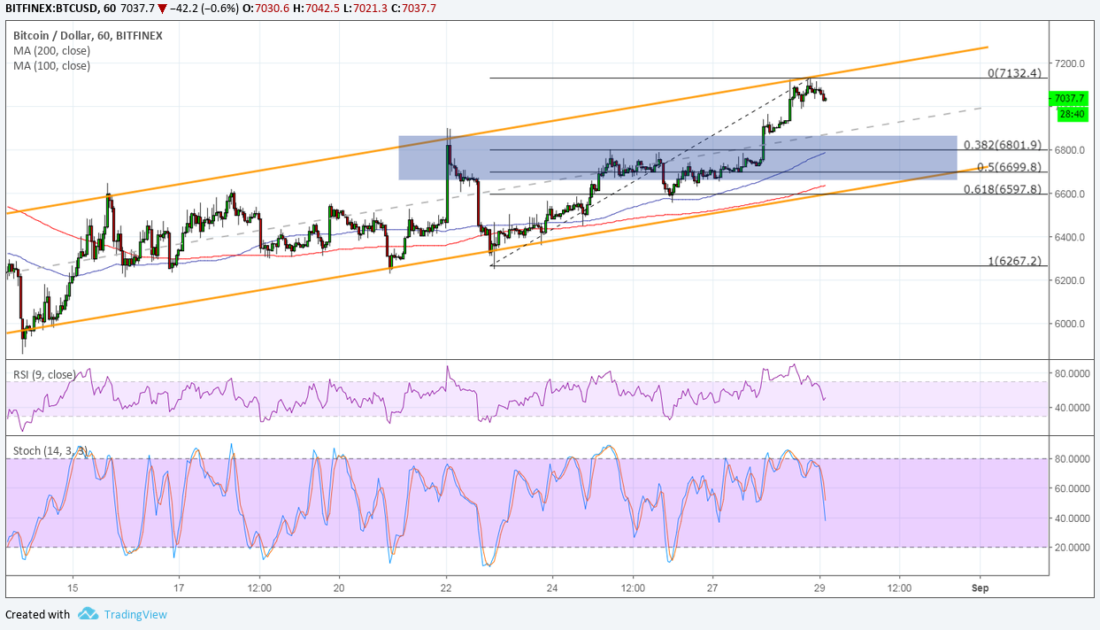 BITFINEX:BTCUSD, 60 7037.7 ▼ −42.2 (−0.6%) O:7030.6 H:7042.5 L:7021.3 C:7037.7
Bitcoin / Dollar, 60, BITFINEX
MA (200, close)
MA (100, close)
7200.0
0(7132.4)
7037.7
28:40
6800.0
0.382(6801.9)
0.5(6699.8)
6600.0
0.618(6597.8)
6400.0
1(6267.2)
6200.0
6000.0
RSI (9, close)
80.0000
40.0000
Stoch (14, 3, 3)
80.0000
60.0000
40.0000
20.0000
15 17 12:00 20 22 24 12:00 27 29 12:00 Sep
Created with TradingView